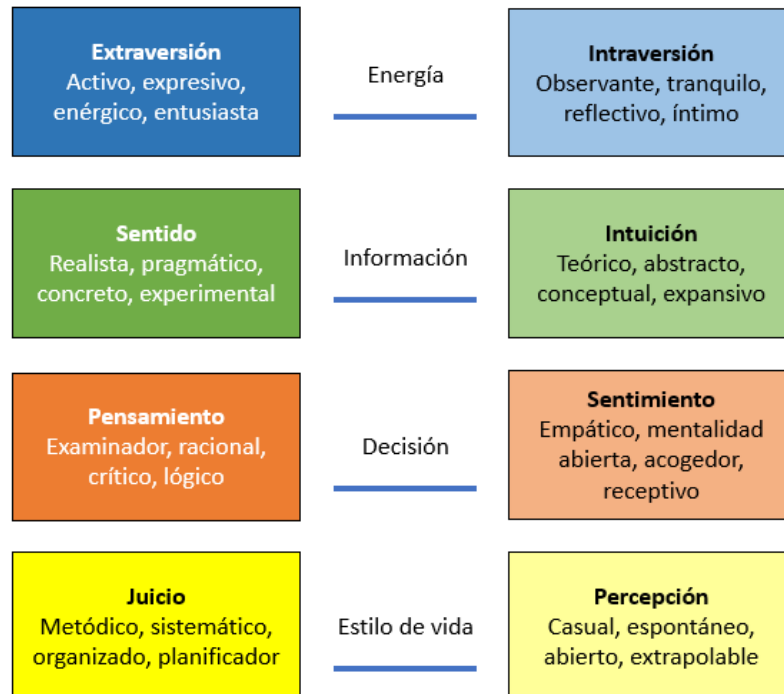 Extraversión
Activo, expresivo,
enérgico, entusiasta
Energía
Intraversión
Observante, tranquilo,
reflectivo, íntimo
Sentido
Realista, pragmático,
concreto, experimental
Información
Intuición
Teórico, abstracto,
conceptual, expansivo
Pensamiento
Examinador, racional,
crítico, lógico
Decisión
Sentimiento
Empático, mentalidad
abierta, acogedor,
receptivo
Juicio
Metódico, sistemático,
organizado, planificador
Estilo de vida
Percepción
Casual, espontáneo,
abierto, extrapolable